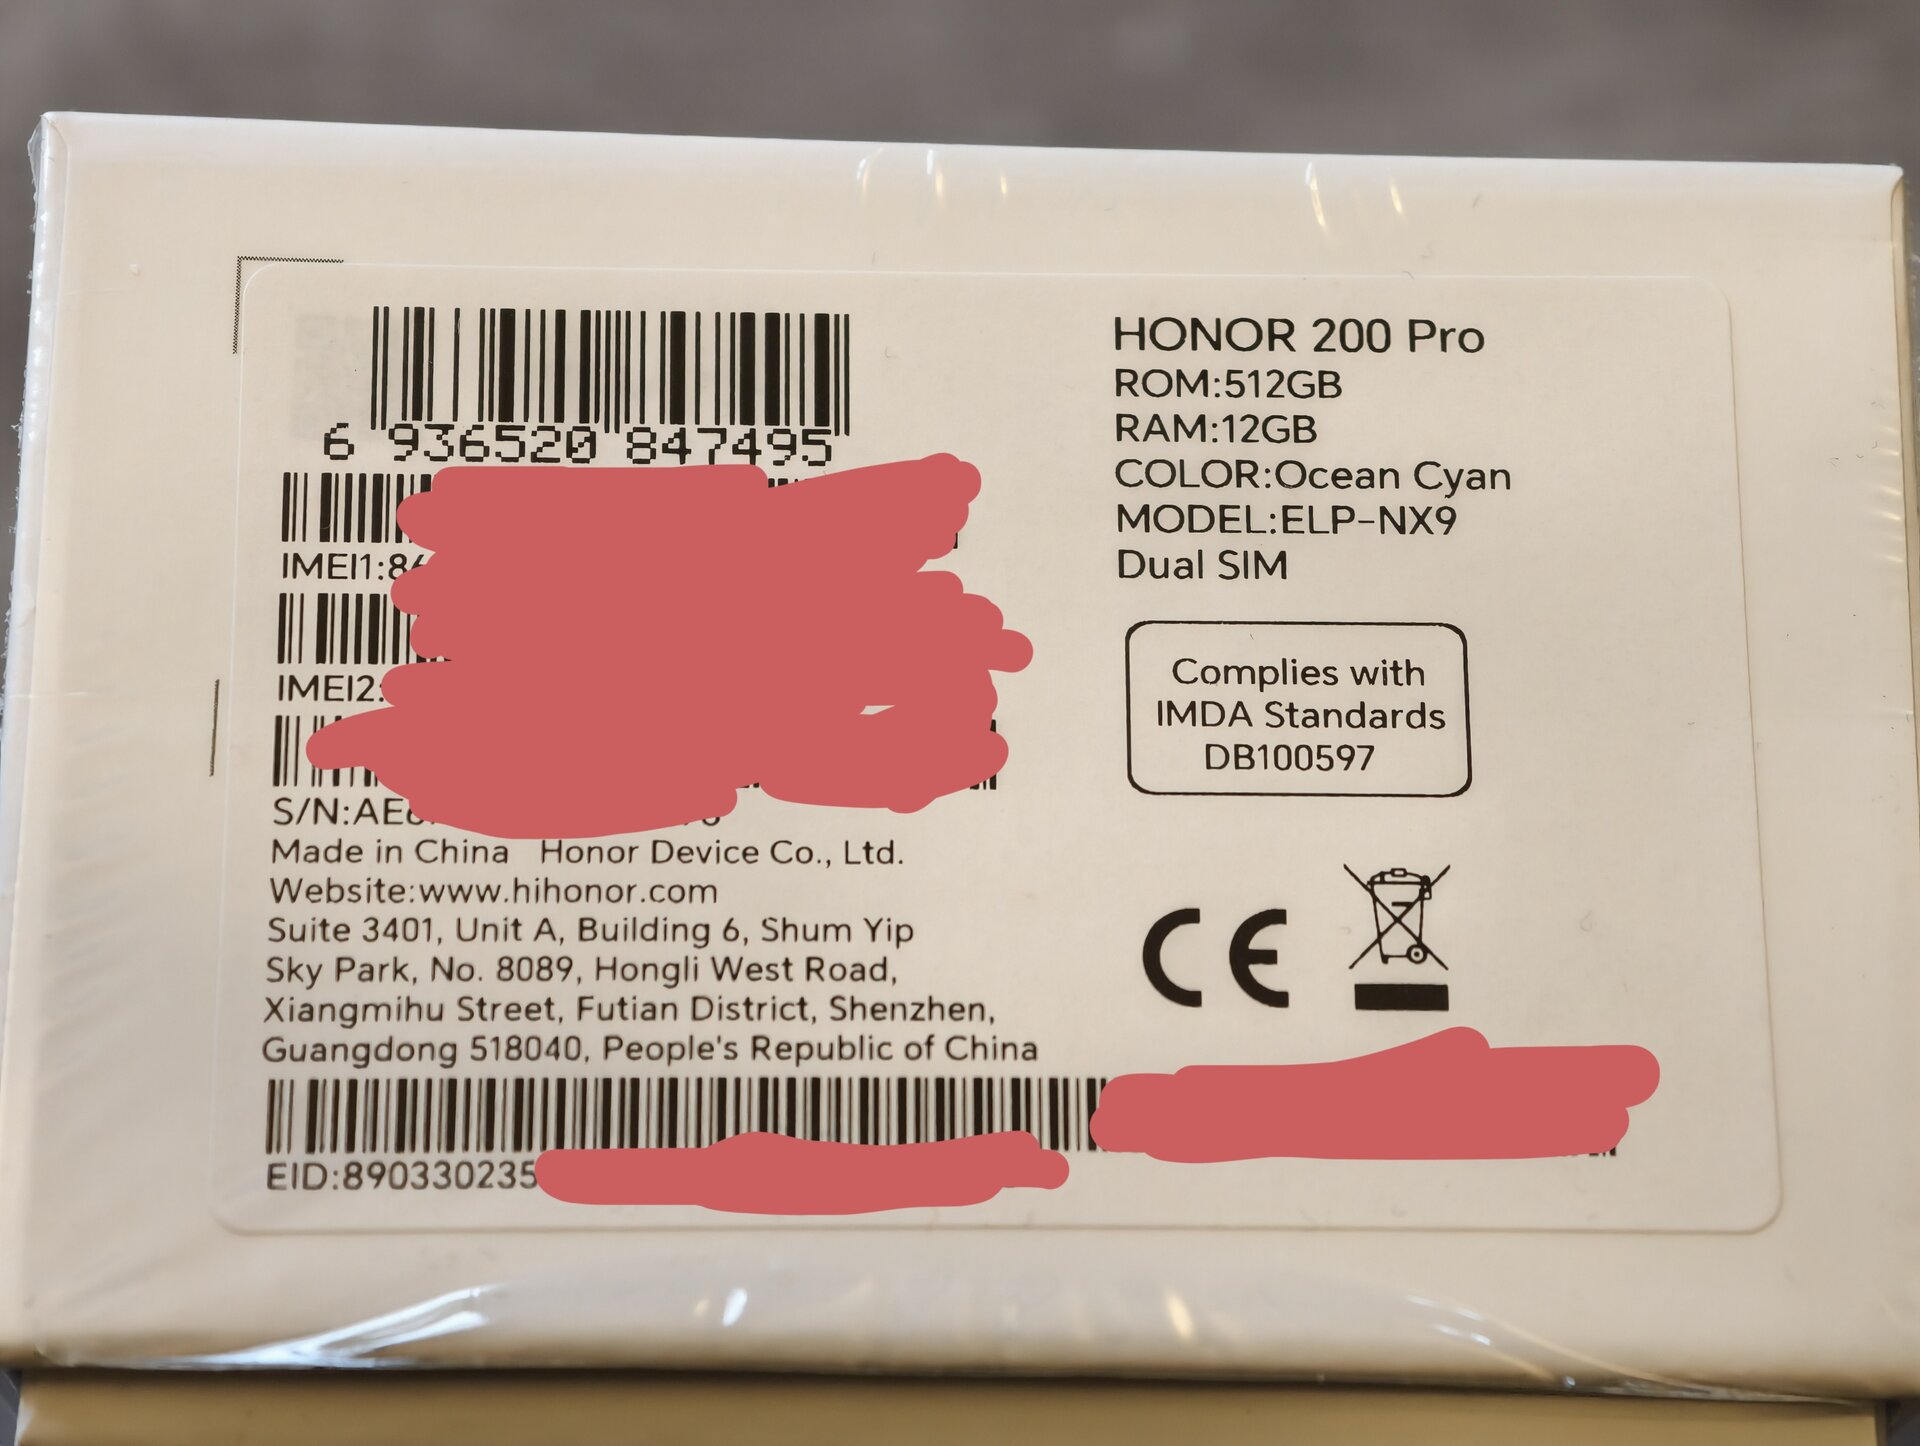 6 936520 847495
IMEI1:86
IMEI2:
S/N:AE
Made in China Honor Device Co., Ltd.
Website:www.hihonor.com
Suite 3401, Unit A, Building 6, Shum Yip
Sky Park, No. 8089, Hongli West Road,
Xiangmihu Street, Futian District, Shenzhen,
Guangdong 518040, People's Republic of China
EID:890330235
HONOR 200 Pro
ROM:512GB
RAM:12GB
COLOR:Ocean Cyan
MODEL:ELP-NX9
Dual SIM
Complies with
IMDA Standards
DB100597
CE